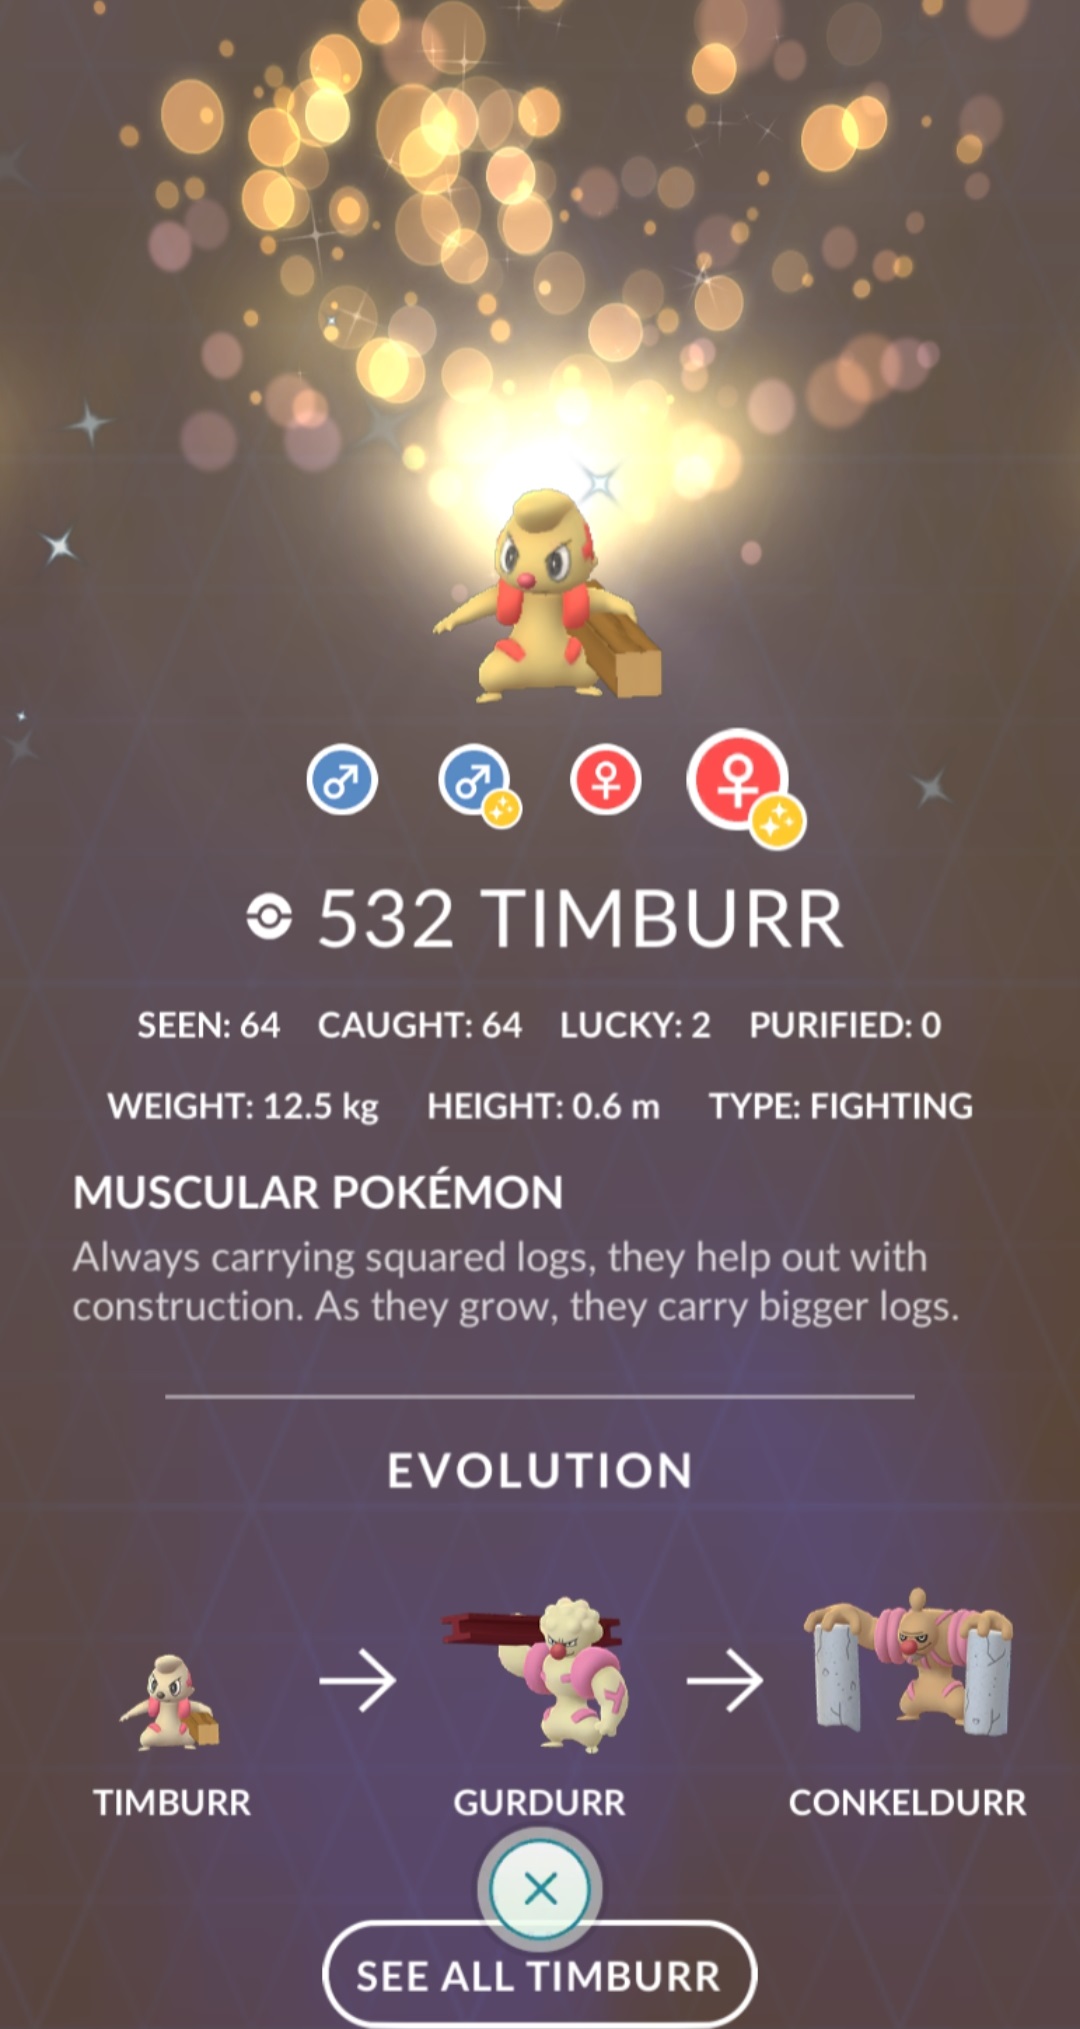 532 TIMBURR
SEEN: 64 CAUGHT: 64 LUCKY: 2 PURIFIED: 0
WEIGHT: 12.5 kg HEIGHT: 0.6 m TYPE: FIGHTING
MUSCULAR POKÉMON
Always carrying squared logs, they help out with
construction. As they grow, they carry bigger logs.
EVOLUTION
TIMBURR GURDURR CONKELDURR
SEE ALL TIMBURR